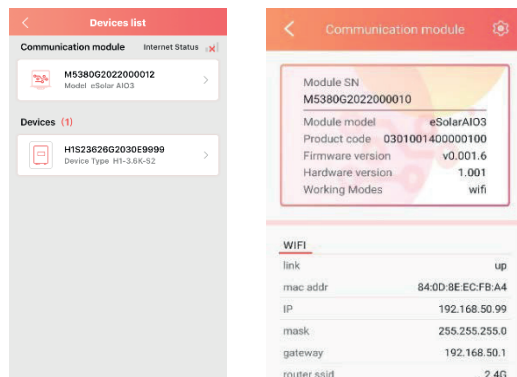 Devices list
Communication module Internet Status
M5380G2022000012
Model eSolar AIO3
Devices (1)
H1S23626G2030E9999
Device Type H1-3.6K-S2
Communication module
Module SN
M5380G2022000010
Module model eSolarAIO3
Product code 0301001400000100
Firmware version v0.001.6
Hardware version 1.001
Working Modes wifi
WIFI
link up
mac addr 84:0D:8E:EC:FB:A4
IP 192.168.50.99
mask 255.255.255.0
gateway 192.168.50.1
router ssid 2.4G